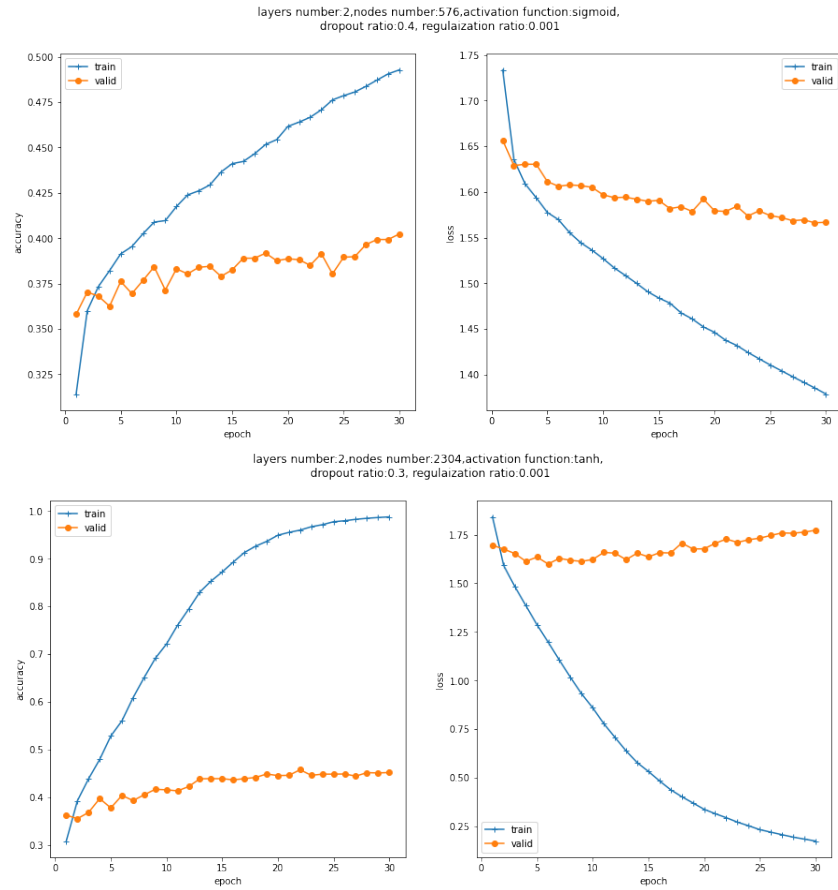 layers number:2,nodes number:576,activation function:sigmoid,
dropout ratio:0.4, regulaization ratio:0.001
0.500
0.475
0.450
0.425
0.400
0.375
0.350
0.325
accuracy
train
valid
0 5 10 15 20 25 30
epoch
1.75
1.70
1.65
1.60
1.55
1.50
1.45
1.40
loss
train
valid
0 5 10 15 20 25 30
epoch
layers number:2,nodes number:2304,activation function:tanh,
dropout ratio:0.3, regulaization ratio:0.001
1.0
0.9
0.8
0.7
0.6
0.5
0.4
0.3
accuracy
train
valid
0 5 10 15 20 25 30
epoch
1.75
1.50
1.25
1.00
0.75
0.50
0.25
loss
train
valid
0 5 10 15 20 25 30
epoch